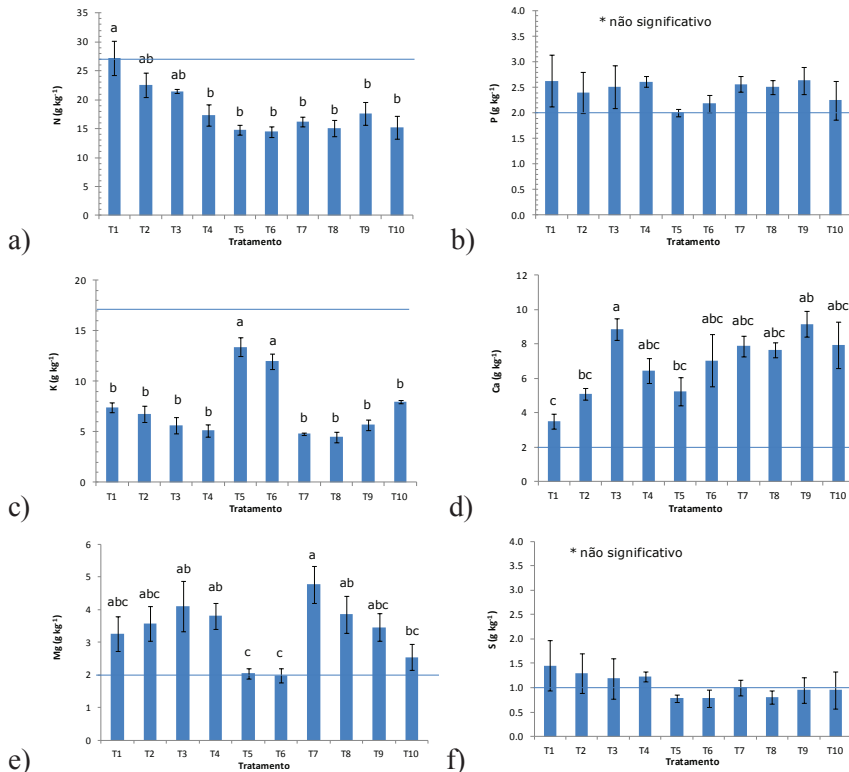 a ab ab b b b b b b b
N (g kg⁻¹)
35
30
25
20
15
10
5
0
T1 T2 T3 T4 T5 T6 T7 T8 T9 T10
Tratamento
a)
* não significativo
P (g kg⁻¹)
4.0
3.5
3.0
2.5
2.0
1.5
1.0
0.5
0.0
T1 T2 T3 T4 T5 T6 T7 T8 T9 T10
Tratamento
b)
b b b b a a b b b b
K (g kg⁻¹)
20
15
10
5
0
T1 T2 T3 T4 T5 T6 T7 T8 T9 T10
Tratamento
c)
c bc a abc bc abc abc abc ab abc
Ca (g kg⁻¹)
12
10
8
6
4
2
0
T1 T2 T3 T4 T5 T6 T7 T8 T9 T10
Tratamento
d)
abc abc ab ab c c a ab abc bc
Mg (g kg⁻¹)
6
5
4
3
2
1
0
T1 T2 T3 T4 T5 T6 T7 T8 T9 T10
Tratamento
e)
* não significativo
S (g kg⁻¹)
4.0
3.5
3.0
2.5
2.0
1.5
1.0
0.5
0.0
T1 T2 T3 T4 T5 T6 T7 T8 T9 T10
Tratamento
f)